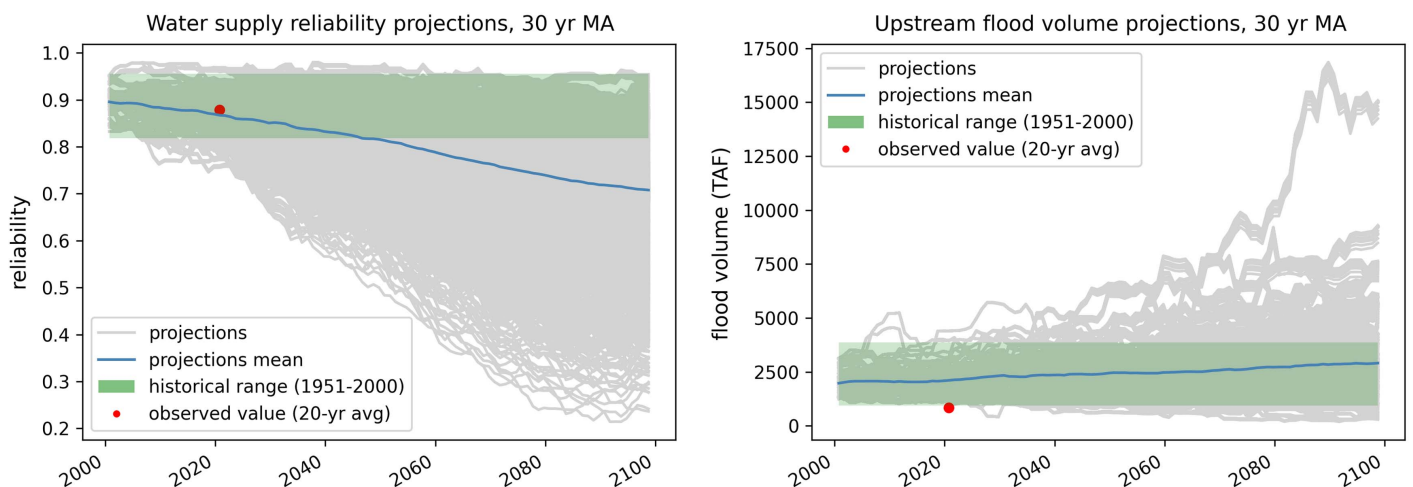 Water supply reliability projections, 30 yr MA
1.0
0.9
0.8
0.7
0.6
0.5
0.4
0.3
0.2
reliability
projections
projections mean
historical range (1951-2000)
observed value (20-yr avg)
2000
2020
2040
2060
2080
2100
Upstream flood volume projections, 30 yr MA
17500
15000
12500
10000
7500
5000
2500
0
flood volume (TAF)
projections
projections mean
historical range (1951-2000)
observed value (20-yr avg)
2000
2020
2040
2060
2080
2100